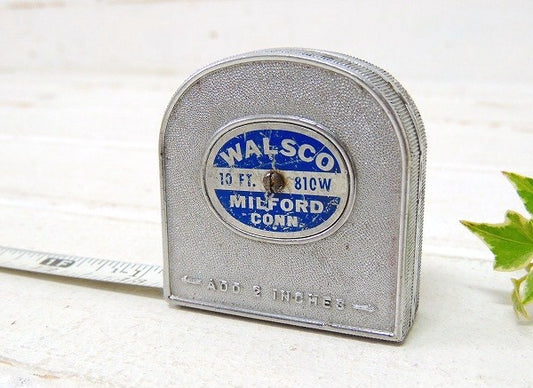 WALSCO
10 FT. 810W
MILFORD
CONN.
ADD 2 INCHES